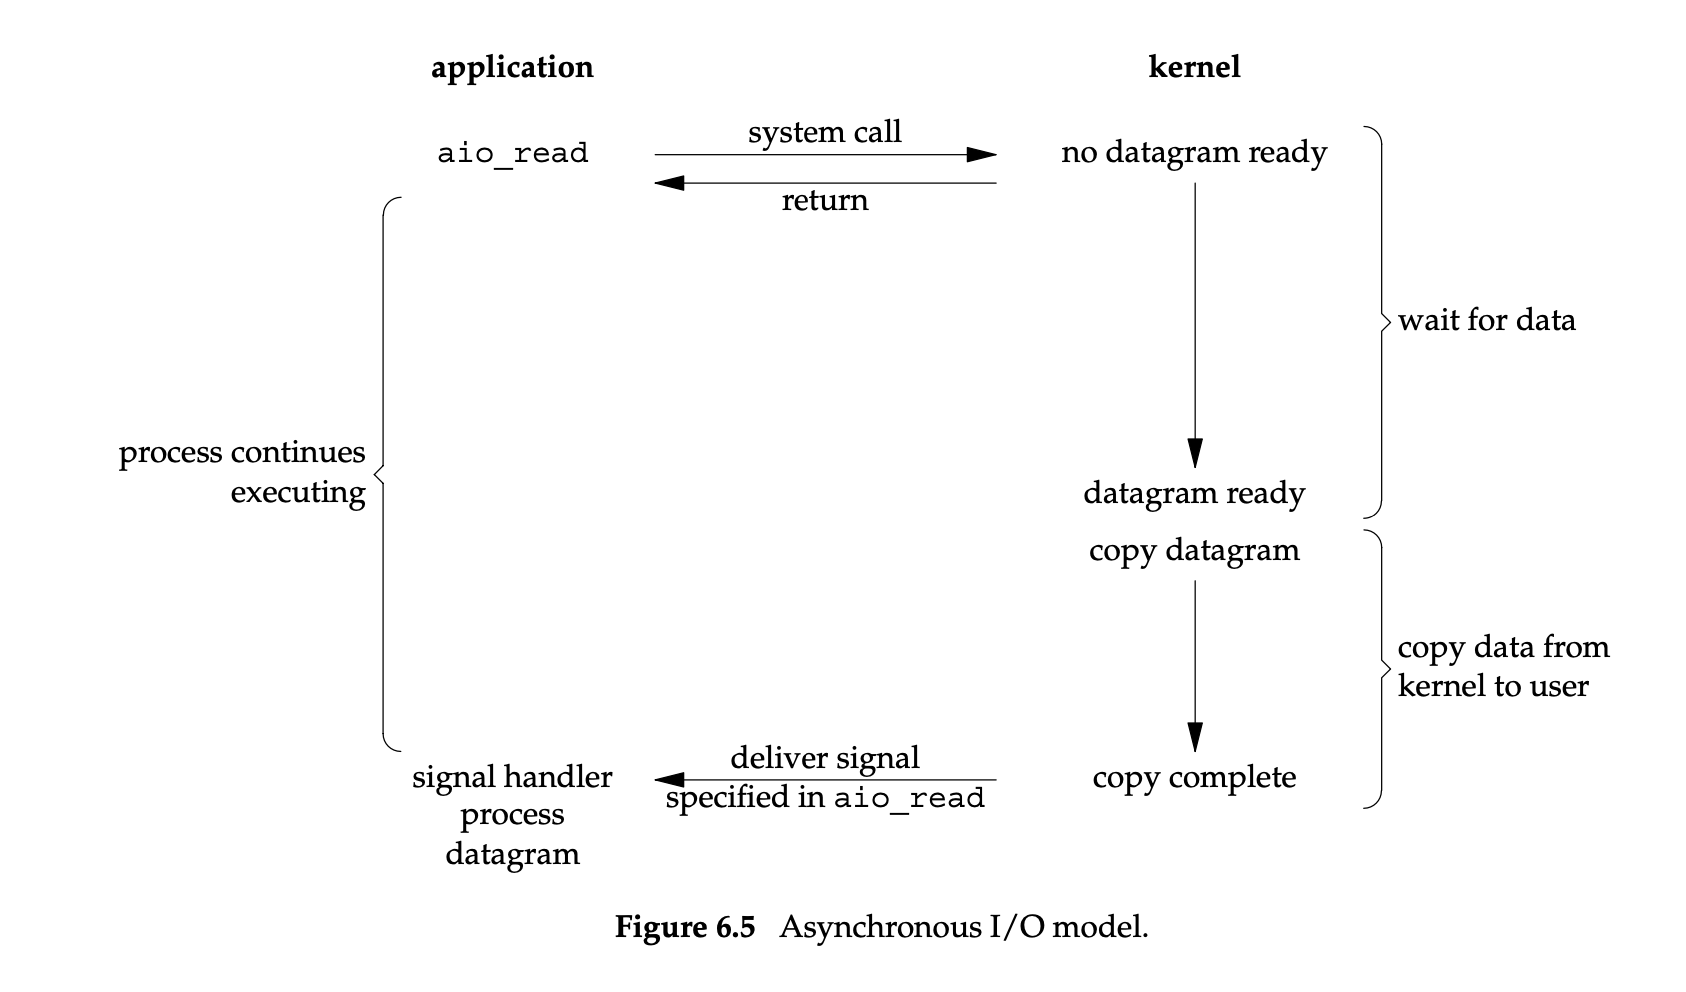 application
kernel
aio_read
system call
no datagram ready
return
wait for data
process continues
executing
datagram ready
copy datagram
copy data from
kernel to user
signal handler
process
datagram
deliver signal
specified in aio_read
copy complete
Figure 6.5 Asynchronous I/O model.